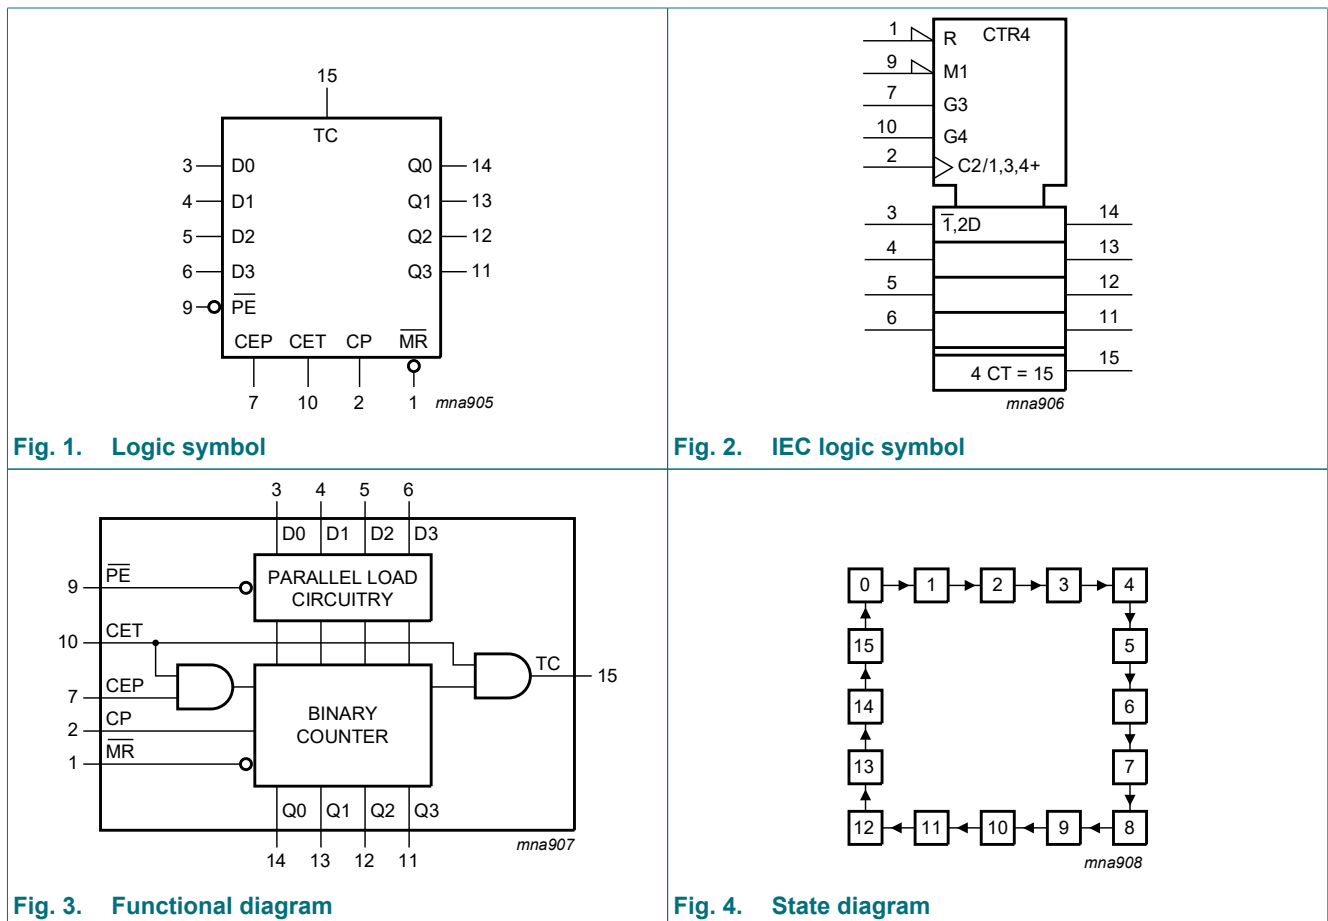 15
TC
3 D0 Q0 14
4 D1 Q1 13
5 D2 Q2 12
6 D3 Q3 11
9 P̅E̅
CEP CET CP M̅R̅
7 10 2 1 mna905
Fig. 1. Logic symbol
1 R CTR4
9 M1
7 G3
10 G4
2 C2/1,3,4+
3 1̅,2D 14
4 13
5 12
6 11
4 CT = 15 15
mna906
Fig. 2. IEC logic symbol
3 4 5 6
D0 D1 D2 D3
9 P̅E̅ PARALLEL LOAD
CIRCUITRY
10 CET
TC 15
7 CEP
2 CP BINARY
COUNTER
1 M̅R̅
Q0 Q1 Q2 Q3
mna907
14 13 12 11
Fig. 3. Functional diagram
0 1 2 3 4
15 5
14 6
13 7
12 11 10 9 8
mna908
Fig. 4. State diagram